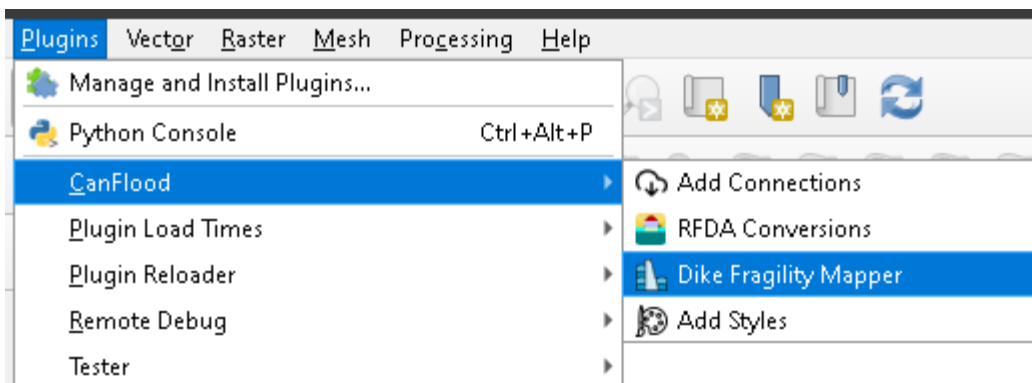 Plugins Vector Raster Mesh Processing Help
Manage and Install Plugins...
Python Console Ctrl+Alt+P
CanFlood
Add Connections
Plugin Load Times
RFDA Conversions
Plugin Reloader
Dike Fragility Mapper
Remote Debug
Add Styles
Tester